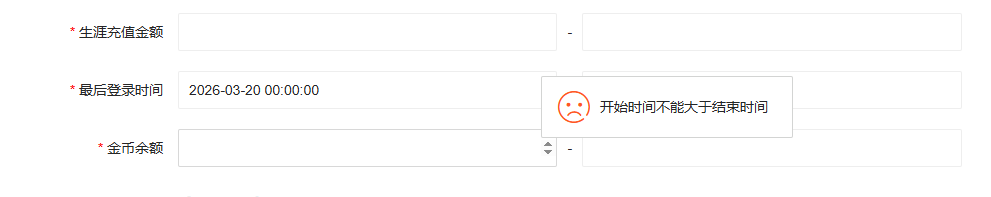 * 生涯充值金额 -
* 最后登录时间 2026-03-20 00:00:00
开始时间不能大于结束时间
* 金币余额 -